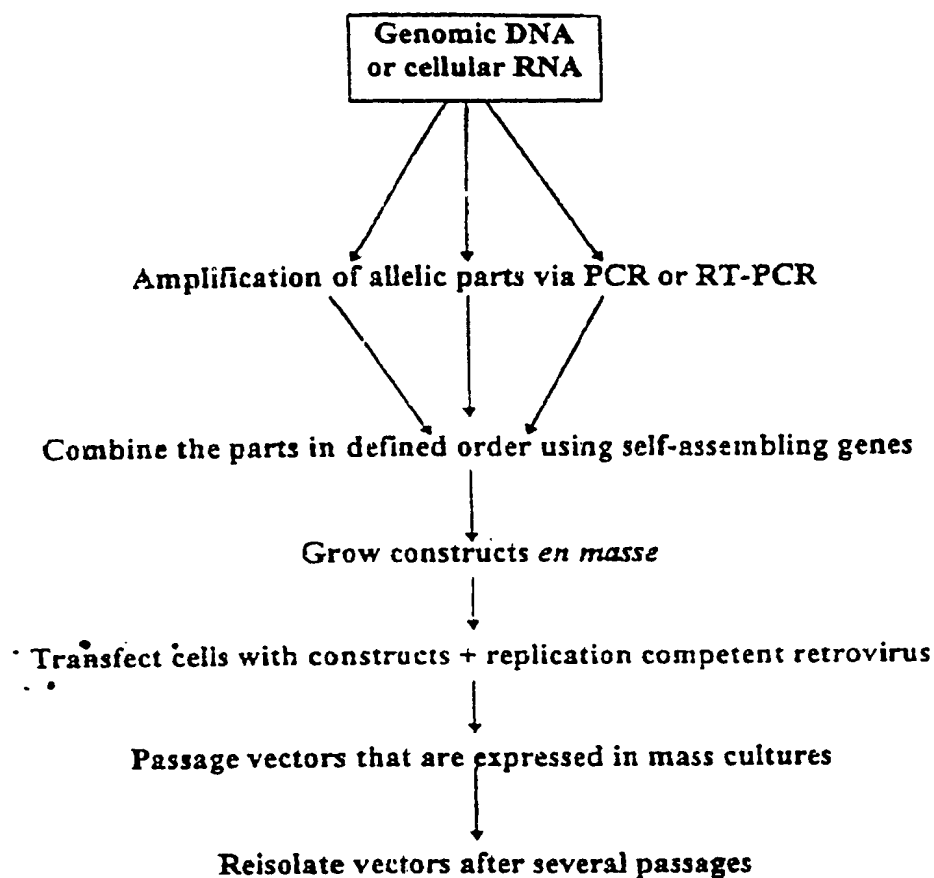 Genomic DNA
or cellular RNA
Amplification of allelic parts via PCR or RT-PCR
Combine the parts in defined order using self-assembling genes
Grow constructs en masse
Transfect cells with constructs + replication competent retrovirus
Passage vectors that are expressed in mass cultures
Reisolate vectors after several passages